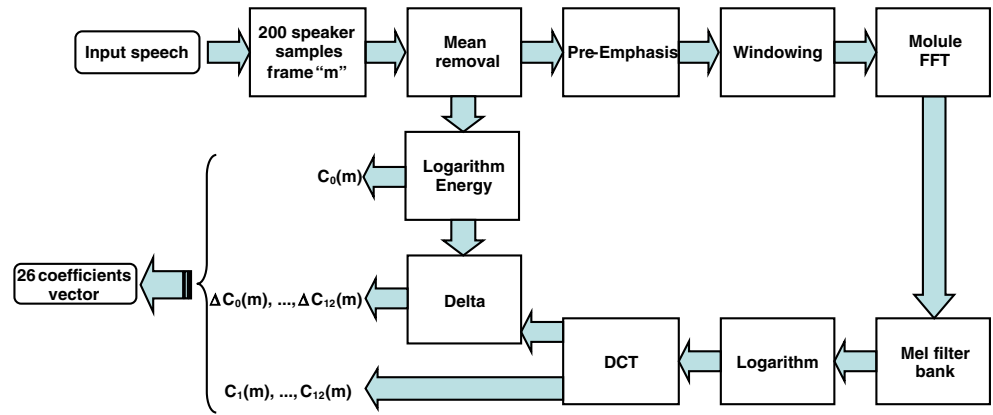 Input speech
200 speaker
samples
frame “m”
Mean
removal
Pre-Emphasis
Windowing
Molule
FFT
Logarithm
Energy
C₀(m)
26 coefficients
vector
ΔC₀(m), ...,ΔC₁₂(m)
Delta
DCT
Logarithm
Mel filter
bank
C₁(m), ...,C₁₂(m)